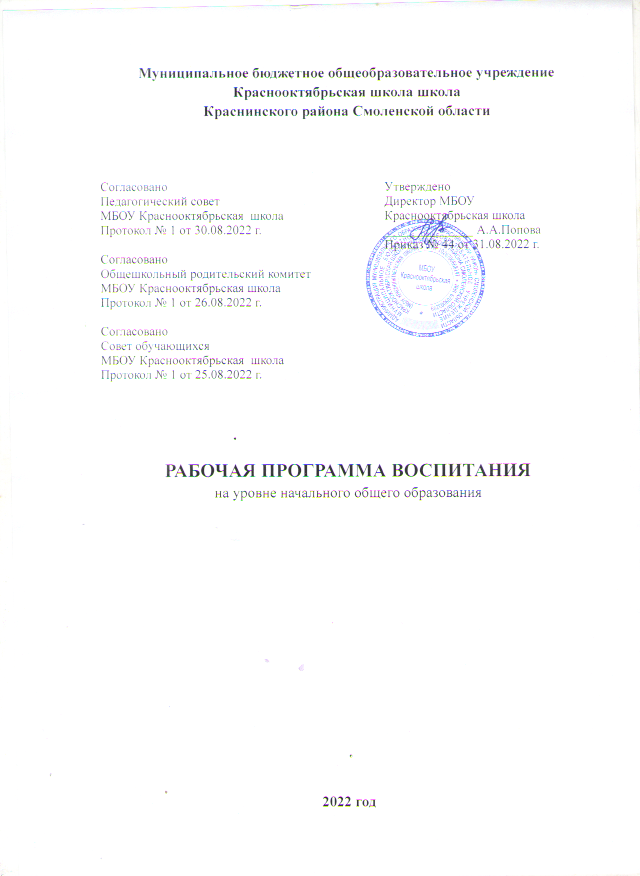 Муниципальное бюджетное общеобразовательное учреждение
Краснооктябрьская школа школа
Краснинского района Смоленской области
Согласовано
Педагогический совет
МБОУ Краснооктябрьская школа
Протокол № 1 от 30.08.2022 г.
Утверждено
Директор МБОУ
Краснооктябрьская школа
А.А.Попова
Приказ № 44 от 31.08.2022 г.
Согласовано
Общешкольный родительский комитет
МБОУ Краснооктябрьская школа
Протокол № 1 от 26.08.2022 г.
Согласовано
Совет обучающихся
МБОУ Краснооктябрьская школа
Протокол № 1 от 25.08.2022 г.
МБОУ
Краснооктябрьская
школа
РАБОЧАЯ ПРОГРАММА ВОСПИТАНИЯ
на уровне начального общего образования
2022 год